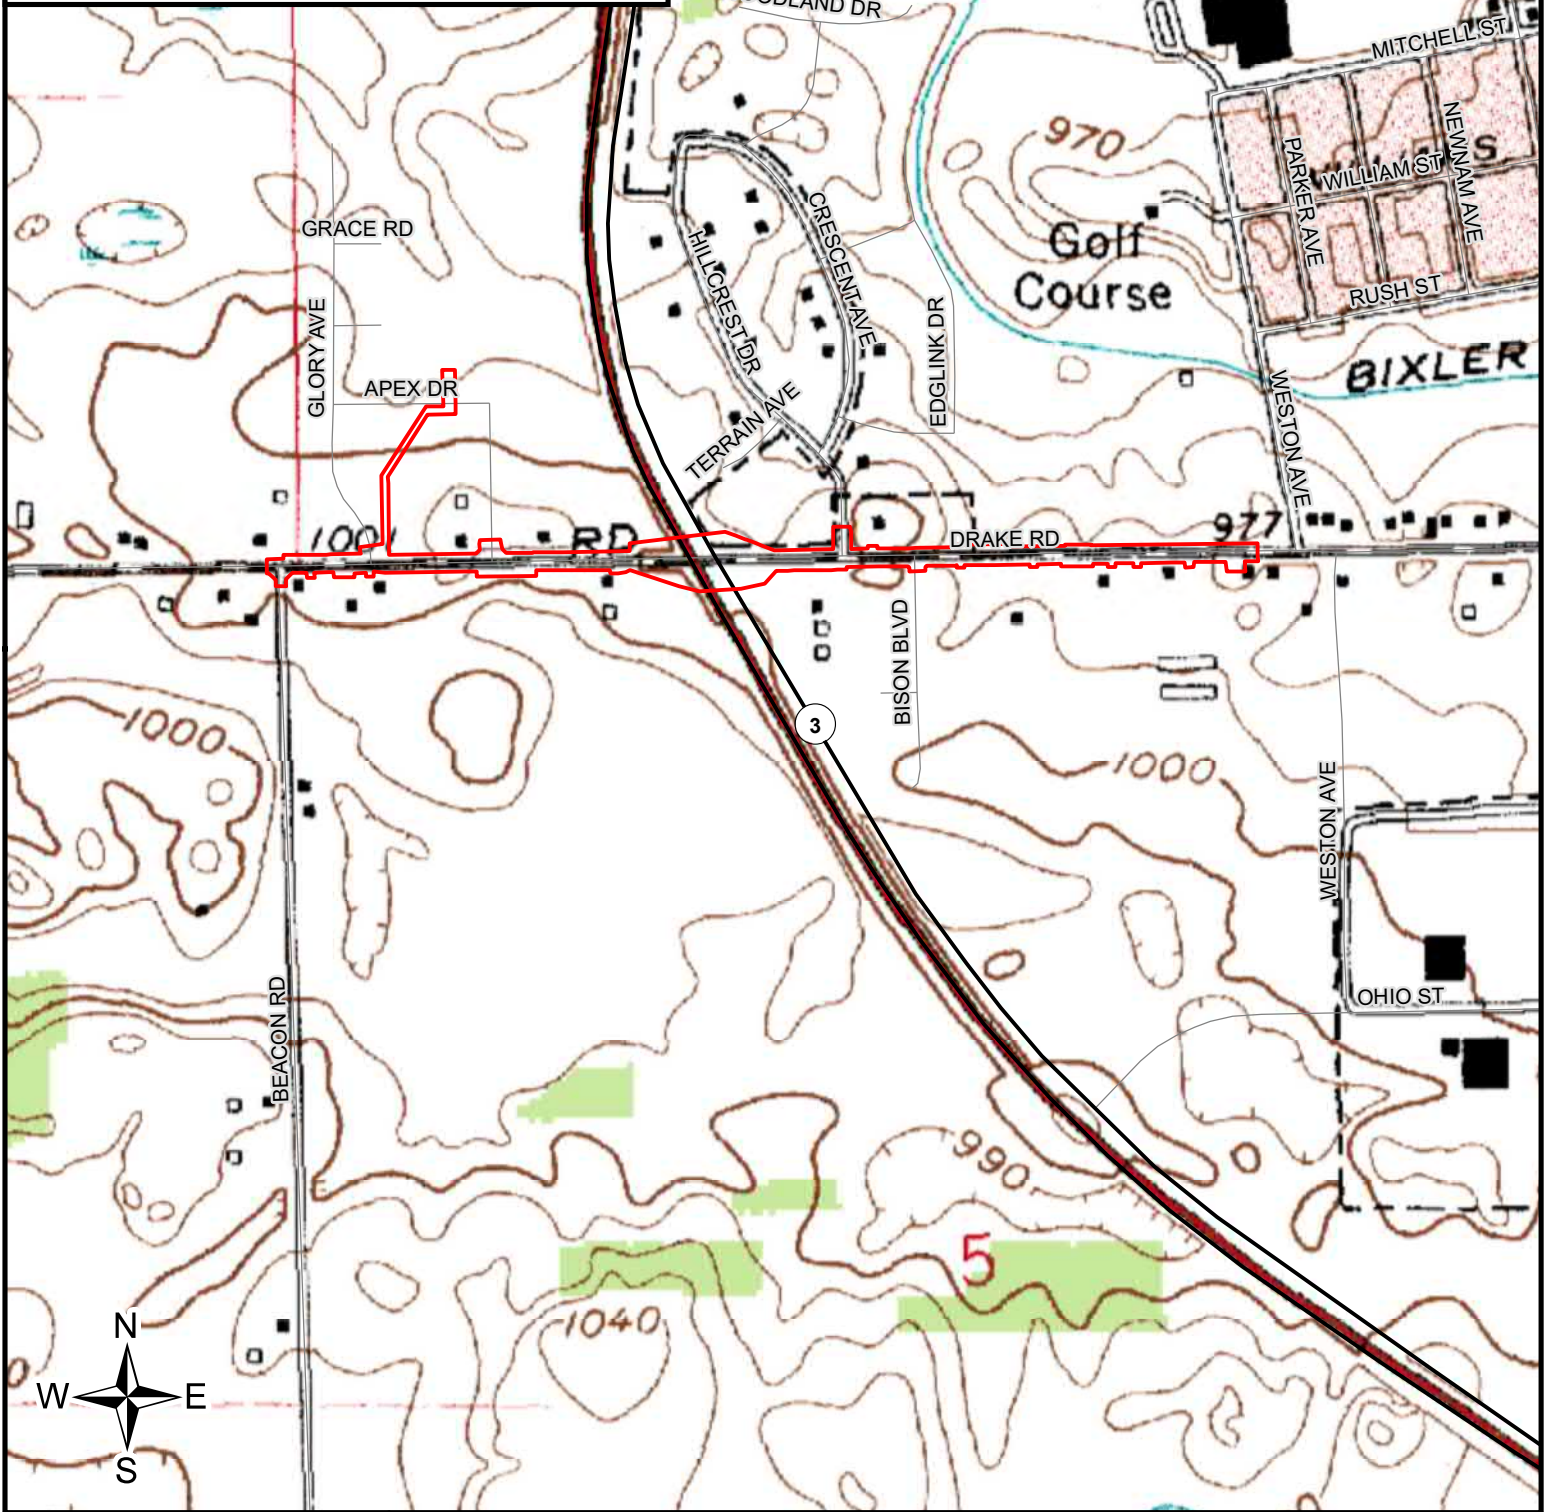 DLAND DR
MITCHELL ST
970
PARKER AVE
NEWNAM AVE
WILLIAM ST
S
CRESCENT AVE
GRACE RD
HILLCREST DR
Golf
Course
RUSH ST
GLORY AVE
EDGLINK DR
BIXLER
APEX DR
TERRAIN AVE
WESTON AVE
1001
RD
DRAKE RD
977
BISON BLVD
1000
3
1000
WESTON AVE
BEACON RD
OHIO ST
990
5
1040
N
W
E
S